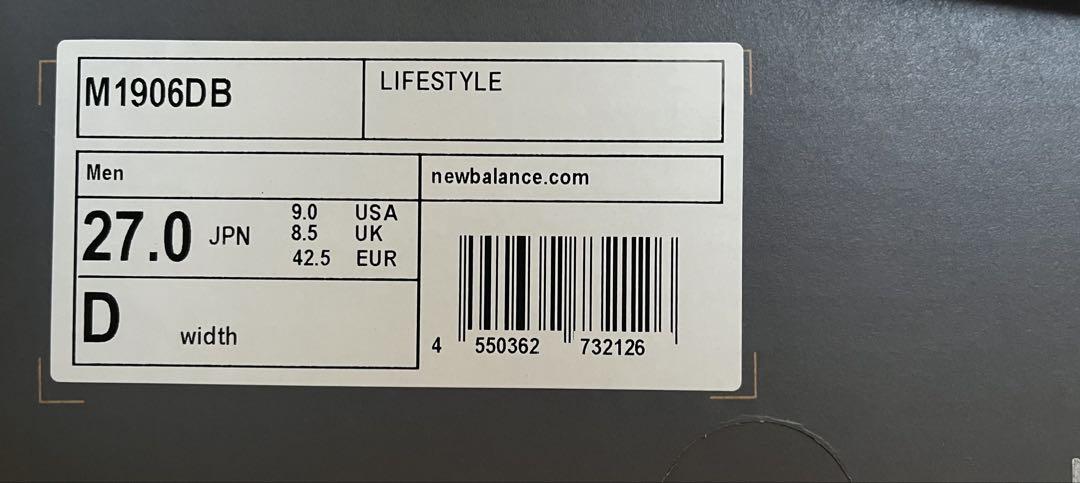 M1906DB
LIFESTYLE
Men
newbalance.com
27.0 JPN
9.0 USA
8.5 UK
42.5 EUR
D width
4 550362 732126